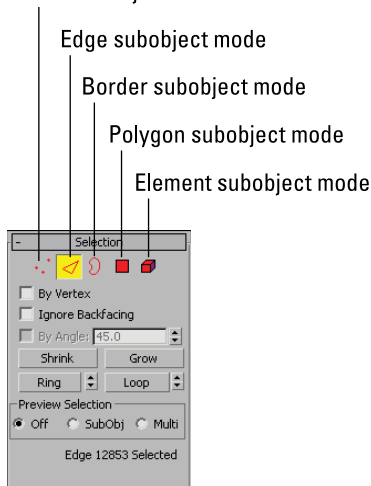 Edge subobject mode
Border subobject mode
Polygon subobject mode
Element subobject mode
- Selection
By Vertex
Ignore Backfacing
By Angle: 45.0
Shrink Grow
Ring Loop
Preview Selection
Off SubObj Multi
Edge 12853 Selected